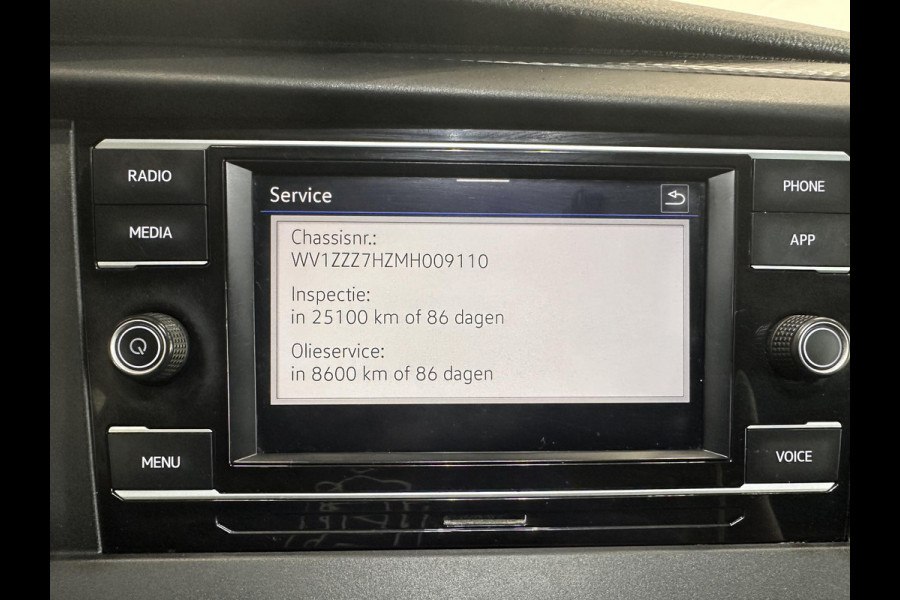 RADIO
MEDIA
MENU
Service
Chassisnr.:
WV1ZZZ7HZMH009110
Inspectie:
in 25100 km of 86 dagen
Olieservice:
in 8600 km of 86 dagen
PHONE
APP
VOICE